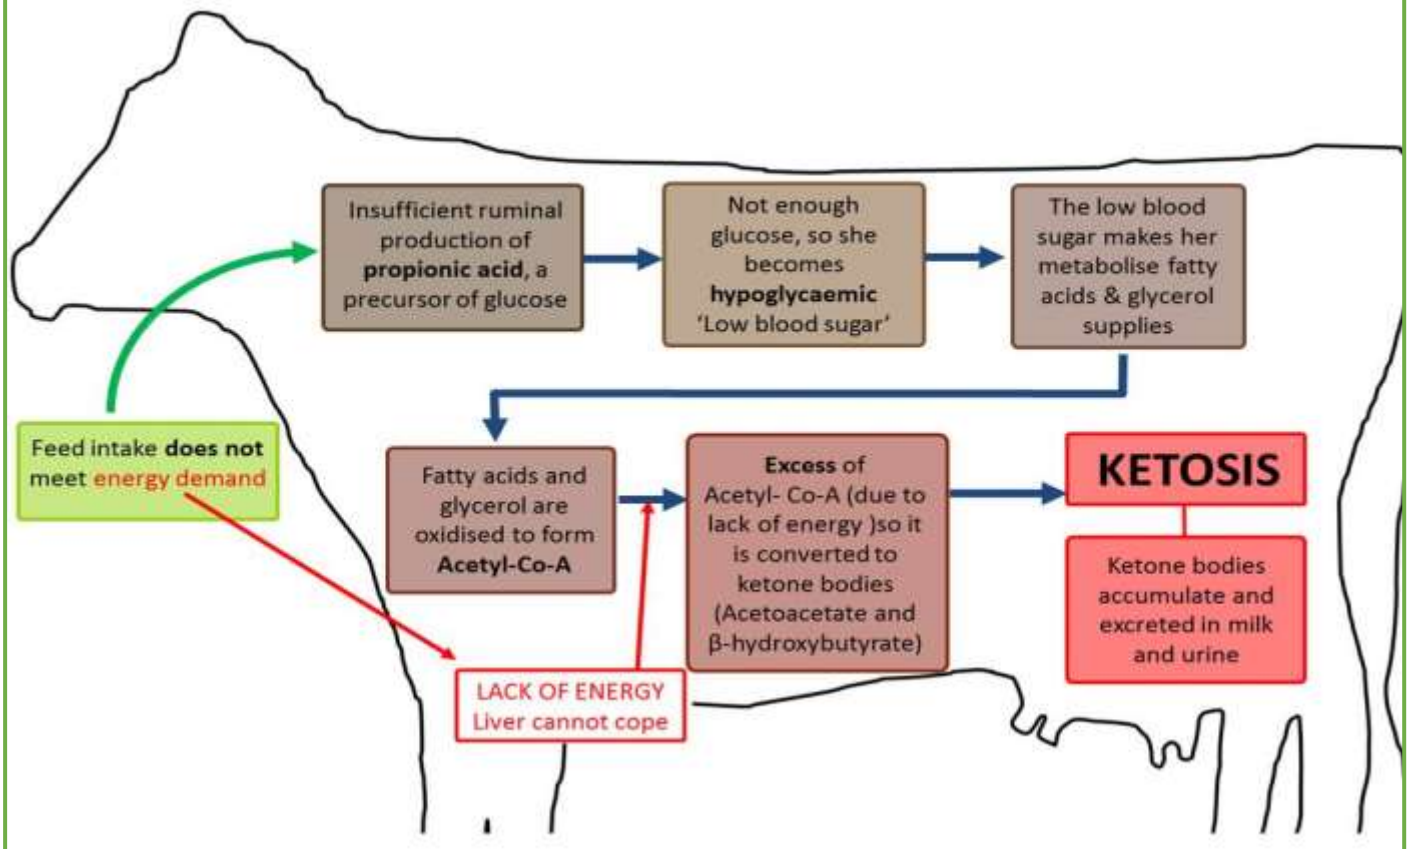 Insufficient ruminal
production of
propionic acid, a
precursor of glucose
Not enough
glucose, so she
becomes
hypoglycaemic
‘Low blood sugar’
The low blood
sugar makes her
metabolise fatty
acids & glycerol
supplies
Feed intake does not
meet energy demand
Fatty acids and
glycerol are
oxidised to form
Acetyl-Co-A
Excess of
Acetyl- Co-A (due to
lack of energy )so it
is converted to
ketone bodies
(Acetoacetate and
β-hydroxybutyrate)
KETOSIS
Ketone bodies
accumulate and
excreted in milk
and urine
LACK OF ENERGY
Liver cannot cope